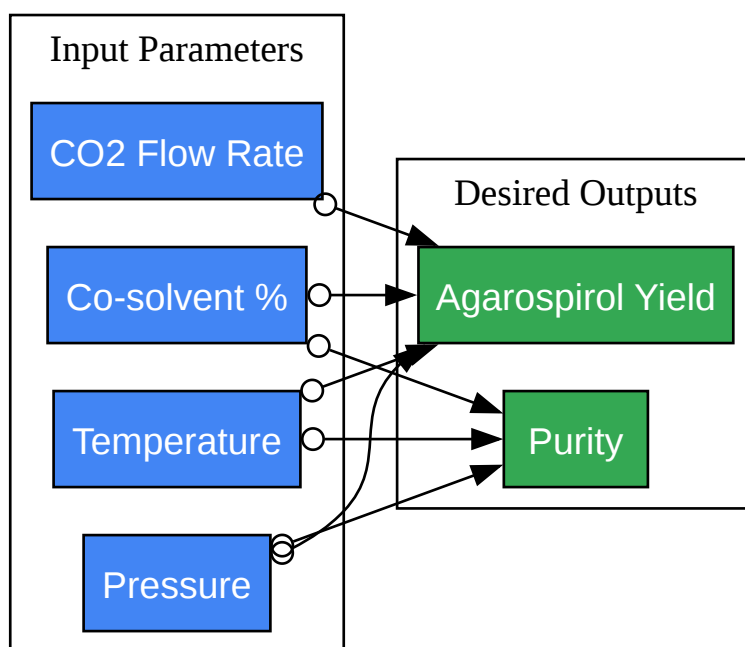 Input Parameters
CO2 Flow Rate
Co-solvent %
Temperature
Pressure
Desired Outputs
Agarospirol Yield
Purity